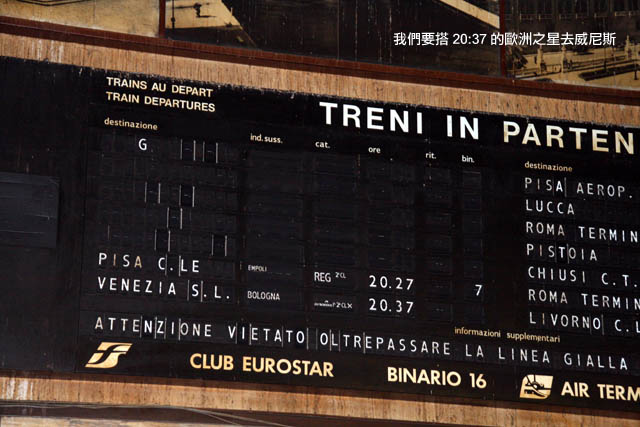 我們要搭 20:37 的歐洲之星去威尼斯
TRAINS AU DEPART
TRAIN DEPARTURES
TRENI IN PARTEN
destinazione ind.suss. cat. ore rit. bin.
G
PISA C.LE EMPOLI REG 2^CL 20.27 7
VENEZIA S.L. BOLOGNA 20.37
destinazione
PISA AEROP.
LUCCA
ROMA TERMIN
PISTOIA
CHIUSI C.T.
ROMA TERMIN
LIVORNO C.L
informazioni supplementari
ATTENZIONE VIETATO OLTREPASSARE LA LINEA GIALLA
CLUB EUROSTAR BINARIO 16 AIR TERM